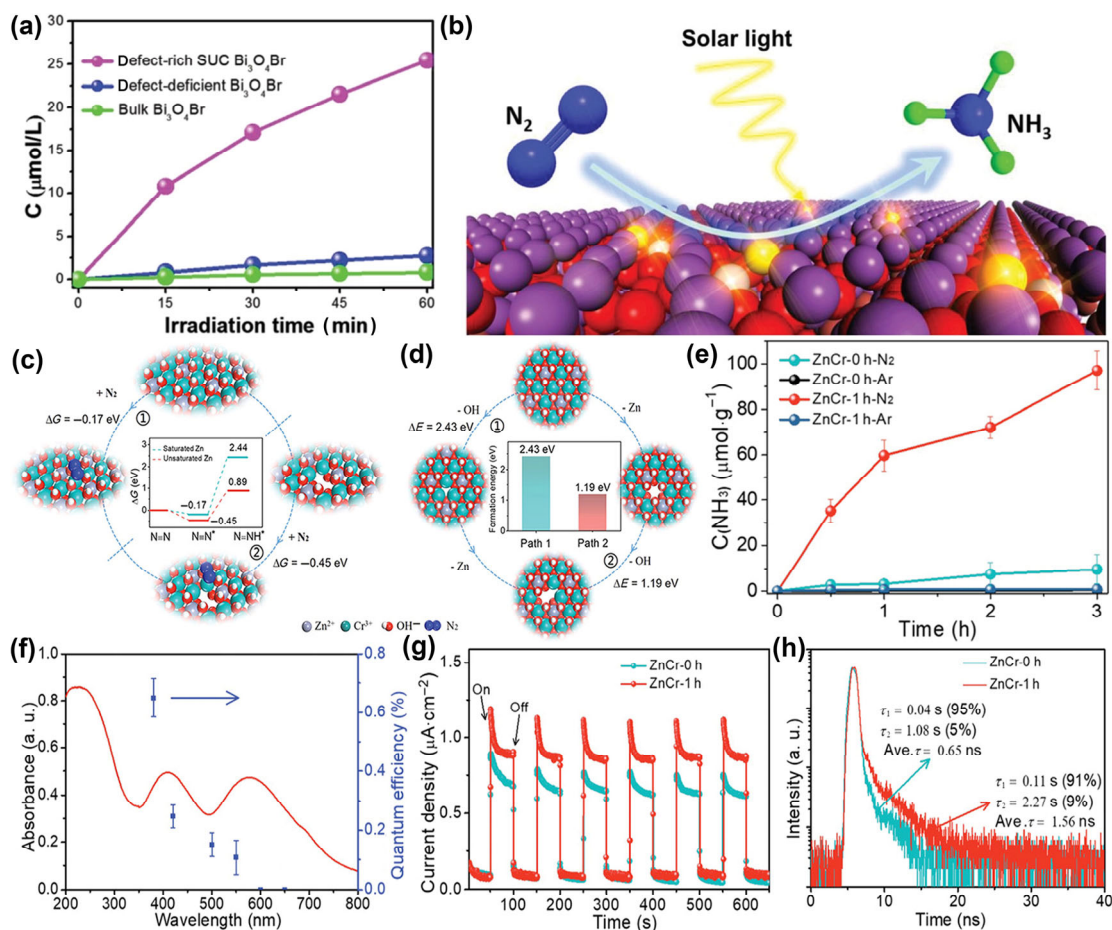 (a)
30
25
20
15
10
5
0
C (μmol/L)
Defect-rich SUC Bi₃O₄Br
Defect-deficient Bi₃O₄Br
Bulk Bi₃O₄Br
0 15 30 45 60
Irradiation time (min)
(b)
Solar light
N₂
NH₃
(c)
+ N₂
ΔG = −0.17 eV
①
Saturated Zn
Unsaturated Zn
ΔG (eV)
2
1
0
2.44
0.89
−0.17
−0.45
N≡N N≡N* N=NH*
②
+ N₂
ΔG = −0.45 eV
(d)
- OH
ΔE = 2.43 eV
①
- Zn
Formation energy (eV)
3
2
1
0
2.43 eV
1.19 eV
Path 1 Path 2
- Zn
②
- OH
ΔE = 1.19 eV
Zn²⁺ Cr³⁺ OH⁻ N₂
(e)
ZnCr-0 h-N₂
ZnCr-0 h-Ar
ZnCr-1 h-N₂
ZnCr-1 h-Ar
C(NH₃) (μmol·g⁻¹)
100
80
60
40
20
0
0 1 2 3
Time (h)
(f)
Absorbance (a. u.)
1.0
0.8
0.6
0.4
0.2
0.0
0.8
0.6
0.4
0.2
0.0
Quantum efficiency (%)
200 300 400 500 600 700 800
Wavelength (nm)
(g)
ZnCr-0 h
ZnCr-1 h
Current density (μA·cm⁻²)
1.5
1.0
0.5
0.0
On
Off
100 200 300 400 500 600
Time (s)
(h)
ZnCr-0 h
ZnCr-1 h
τ₁ = 0.04 s (95%)
τ₂ = 1.08 s (5%)
Ave.τ = 0.65 ns
τ₁ = 0.11 s (91%)
τ₂ = 2.27 s (9%)
Ave.τ = 1.56 ns
Intensity (a. u.)
0 10 20 30 40
Time (ns)